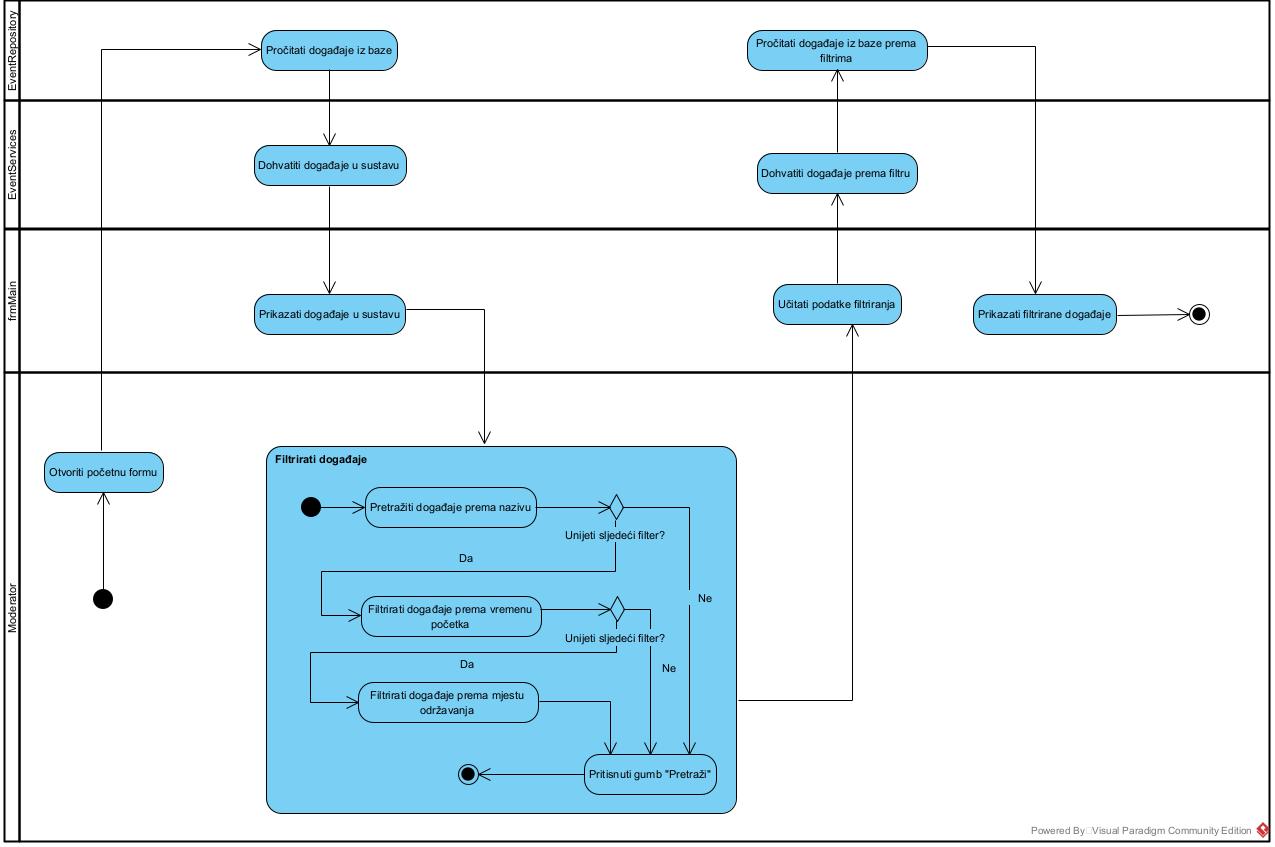 EventRepository
Pročitati događaje iz baze
Pročitati događaje iz baze prema
filtrima
EventServices
Dohvatiti događaje u sustavu
Dohvatiti događaje prema filtru
frmMain
Prikazati događaje u sustavu
Učitati podatke filtriranja
Prikazati filtrirane događaje
Moderator
Otvoriti početnu formu
Filtrirati događaje
Pretražiti događaje prema nazivu
Unijeti sljedeći filter?
Da
Ne
Filtrirati događaje prema vremenu
početka
Unijeti sljedeći filter?
Da
Ne
Filtrirati događaje prema mjestu
održavanja
Pritisnuti gumb "Pretraži"
Powered By Visual Paradigm Community Edition